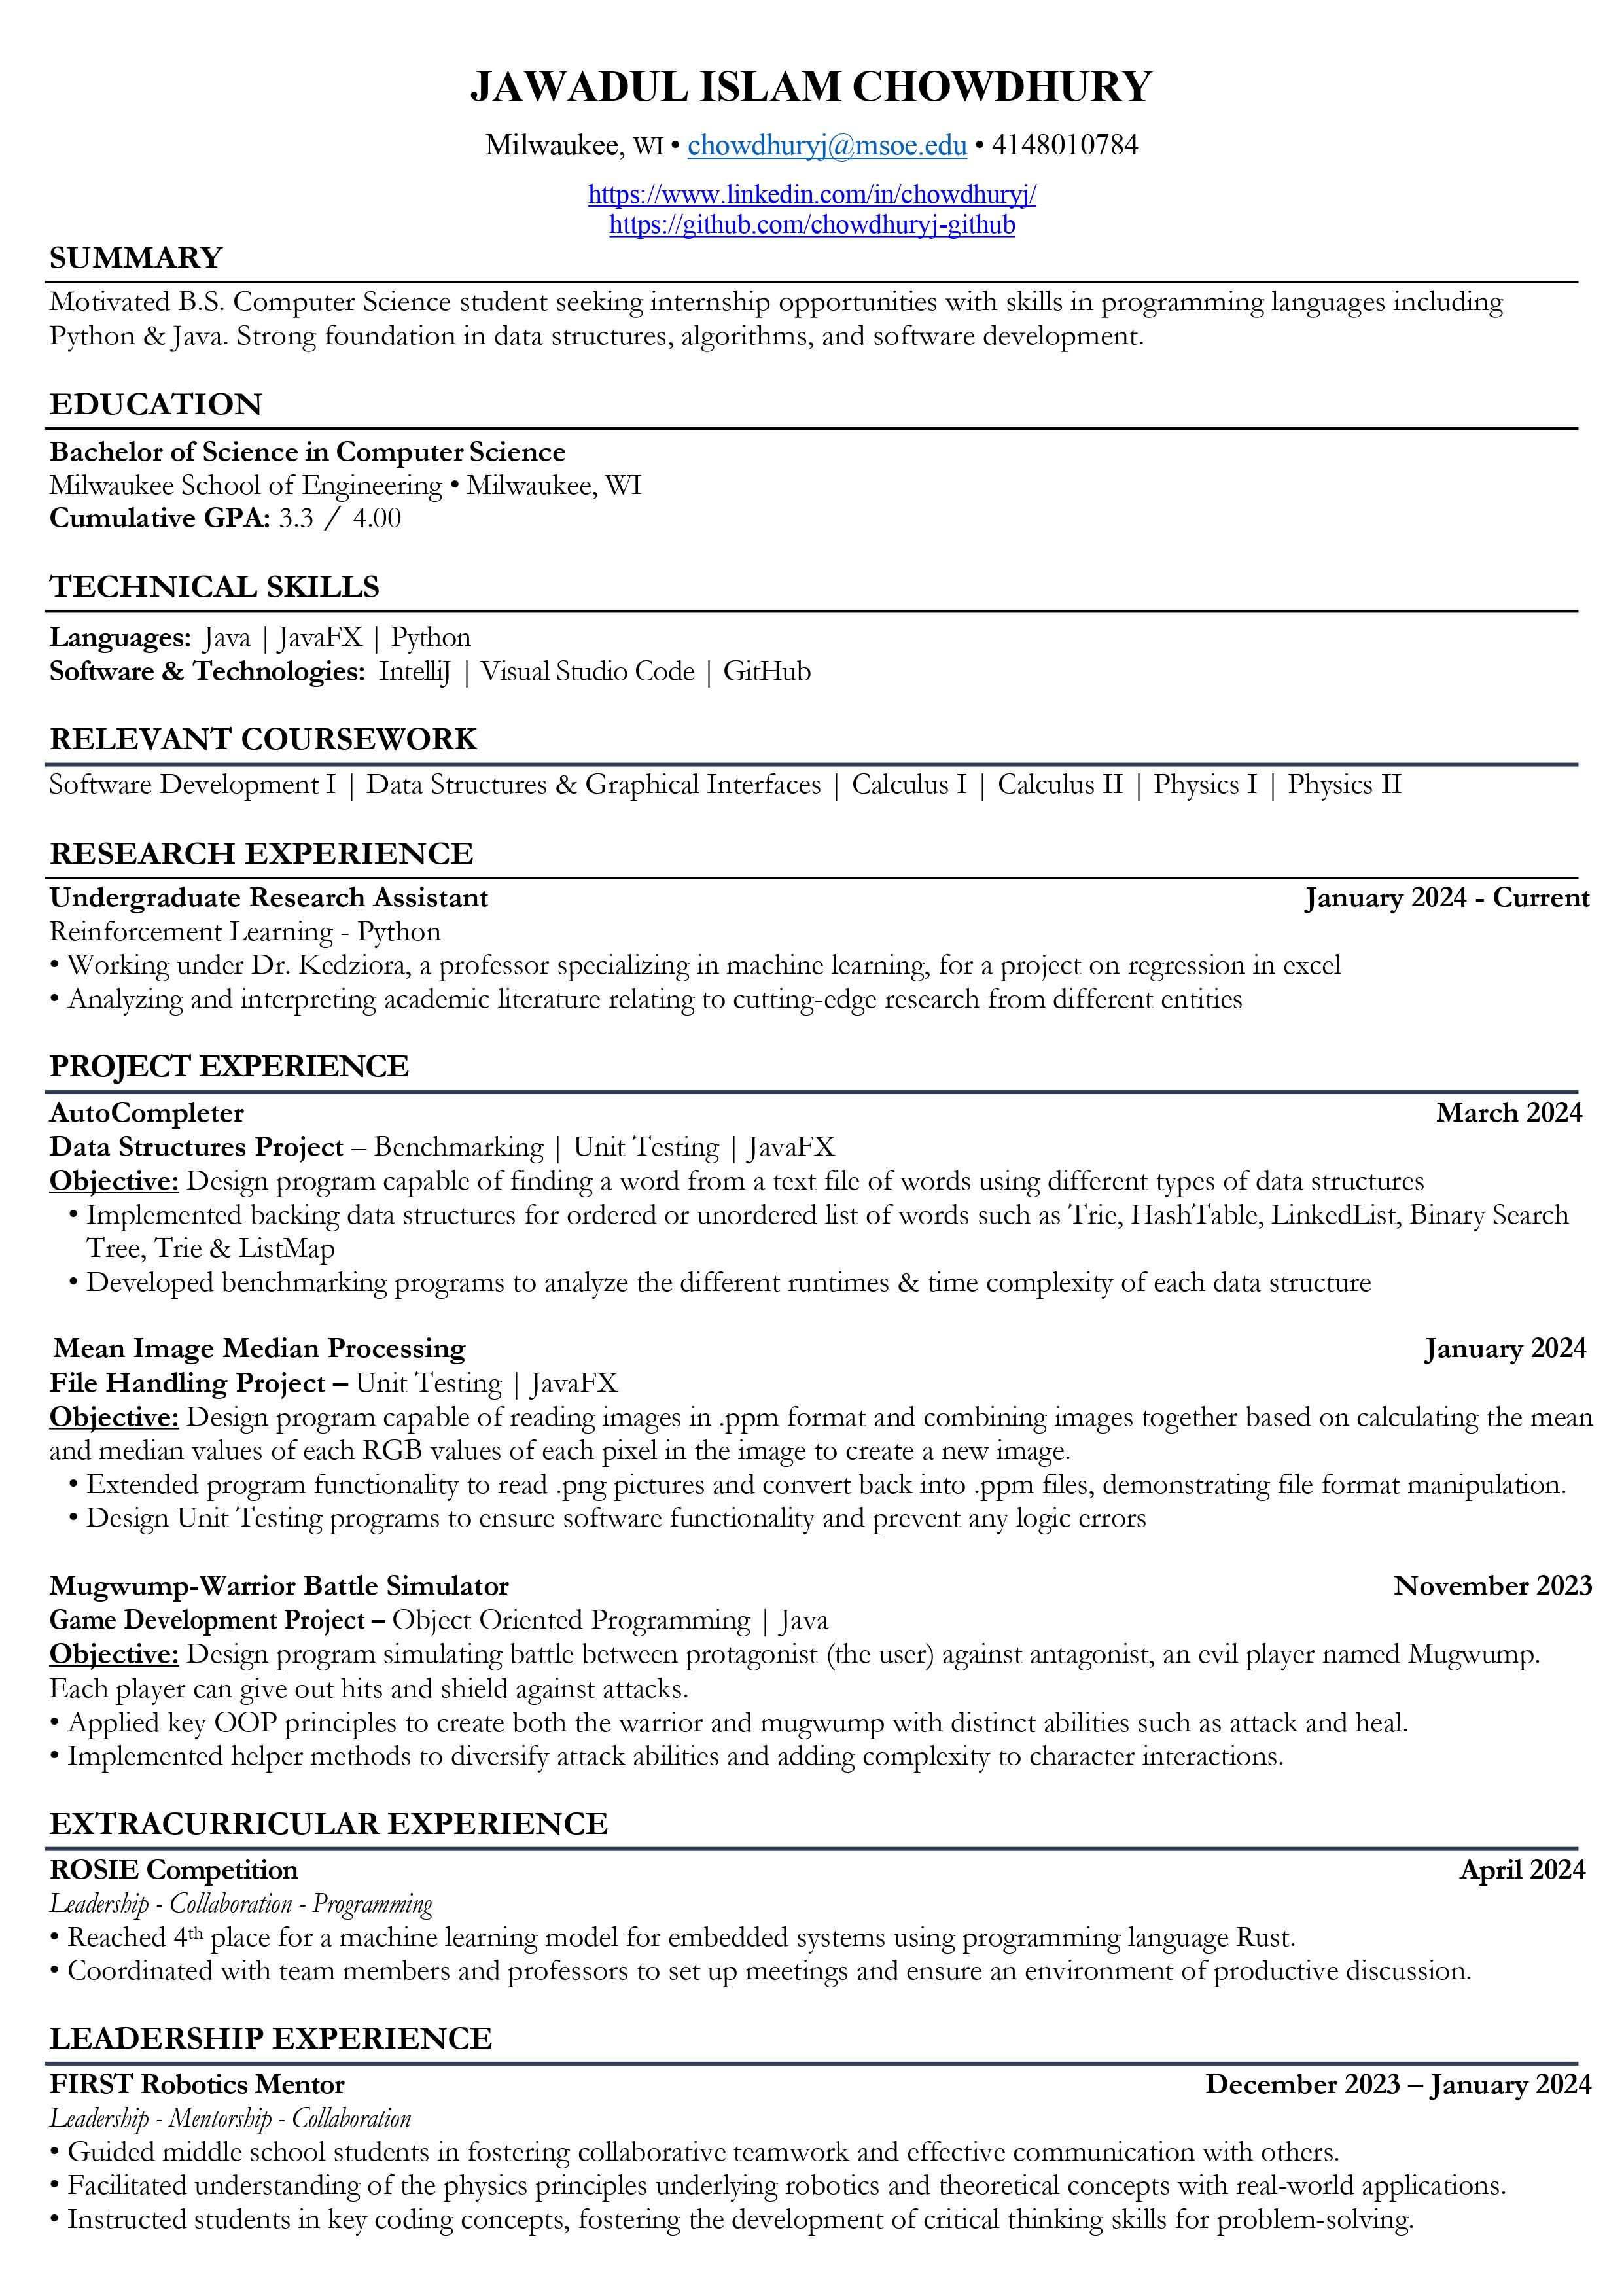 JAWADUL ISLAM CHOWDHURY
Milwaukee, WI • chowdhuryj@msoe.edu • 4148010784
https://www.linkedin.com/in/chowdhuryj/
https://github.com/chowdhuryj-github
SUMMARY
Motivated B.S. Computer Science student seeking internship opportunities with skills in programming languages including
Python & Java. Strong foundation in data structures, algorithms, and software development.
EDUCATION
Bachelor of Science in Computer Science
Milwaukee School of Engineering • Milwaukee, WI
Cumulative GPA: 3.3 / 4.00
TECHNICAL SKILLS
Languages: Java | JavaFX | Python
Software & Technologies: IntelliJ | Visual Studio Code | GitHub
RELEVANT COURSEWORK
Software Development I | Data Structures & Graphical Interfaces | Calculus I | Calculus II | Physics I | Physics II
RESEARCH EXPERIENCE
Undergraduate Research Assistant January 2024 - Current
Reinforcement Learning - Python
• Working under Dr. Kedziora, a professor specializing in machine learning, for a project on regression in excel
• Analyzing and interpreting academic literature relating to cutting-edge research from different entities
PROJECT EXPERIENCE
AutoCompleter March 2024
Data Structures Project – Benchmarking | Unit Testing | JavaFX
Objective: Design program capable of finding a word from a text file of words using different types of data structures
• Implemented backing data structures for ordered or unordered list of words such as Trie, HashTable, LinkedList, Binary Search
Tree, Trie & ListMap
• Developed benchmarking programs to analyze the different runtimes & time complexity of each data structure
Mean Image Median Processing January 2024
File Handling Project – Unit Testing | JavaFX
Objective: Design program capable of reading images in .ppm format and combining images together based on calculating the mean
and median values of each RGB values of each pixel in the image to create a new image.
• Extended program functionality to read .png pictures and convert back into .ppm files, demonstrating file format manipulation.
• Design Unit Testing programs to ensure software functionality and prevent any logic errors
Mugwump-Warrior Battle Simulator November 2023
Game Development Project – Object Oriented Programming | Java
Objective: Design program simulating battle between protagonist (the user) against antagonist, an evil player named Mugwump.
Each player can give out hits and shield against attacks.
• Applied key OOP principles to create both the warrior and mugwump with distinct abilities such as attack and heal.
• Implemented helper methods to diversify attack abilities and adding complexity to character interactions.
EXTRACURRICULAR EXPERIENCE
ROSIE Competition April 2024
Leadership - Collaboration - Programming
• Reached 4th place for a machine learning model for embedded systems using programming language Rust.
• Coordinated with team members and professors to set up meetings and ensure an environment of productive discussion.
LEADERSHIP EXPERIENCE
FIRST Robotics Mentor December 2023 – January 2024
Leadership - Mentorship - Collaboration
• Guided middle school students in fostering collaborative teamwork and effective communication with others.
• Facilitated understanding of the physics principles underlying robotics and theoretical concepts with real-world applications.
• Instructed students in key coding concepts, fostering the development of critical thinking skills for problem-solving.